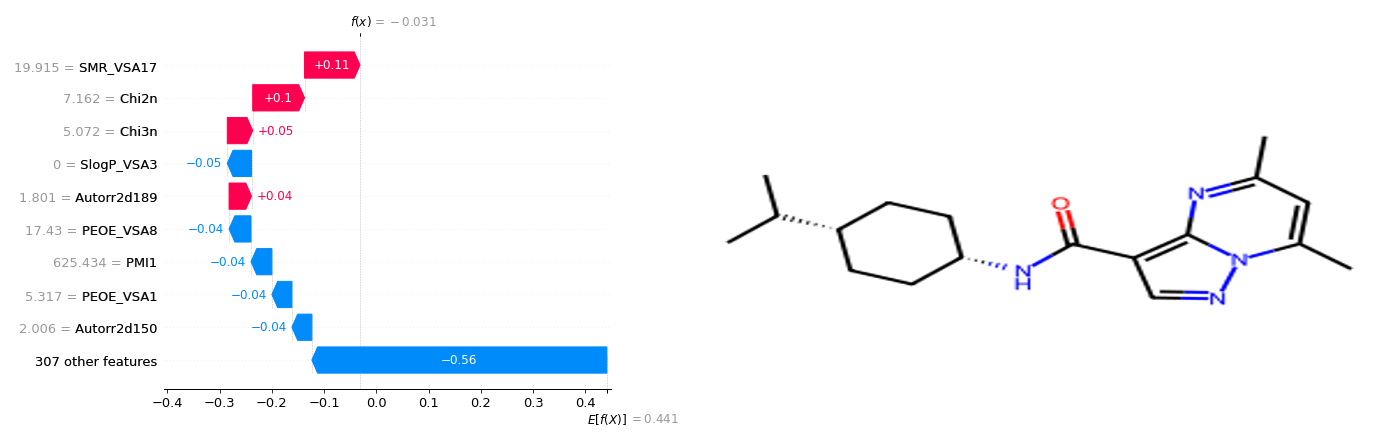 f(x) = −0.031
19.915 = SMR_VSA17
+0.11
7.162 = Chi2n
+0.1
5.072 = Chi3n
+0.05
0 = SlogP_VSA3
−0.05
1.801 = Autorr2d189
+0.04
17.43 = PEOE_VSA8
−0.04
625.434 = PMI1
−0.04
5.317 = PEOE_VSA1
−0.04
2.006 = Autorr2d150
−0.04
307 other features
−0.56
−0.4 −0.3 −0.2 −0.1 0.0 0.1 0.2 0.3 0.4
E[f(X)] = 0.441
N
O
N
N
H
N